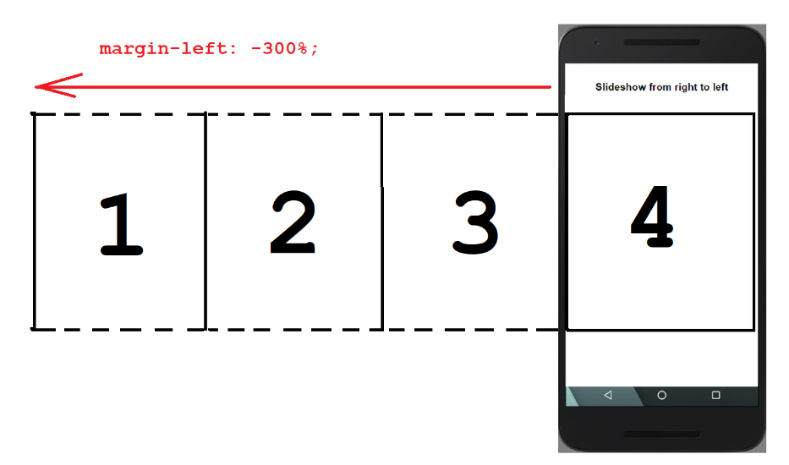 margin-left: -300%;
Slideshow from right to left
1 2 3 4